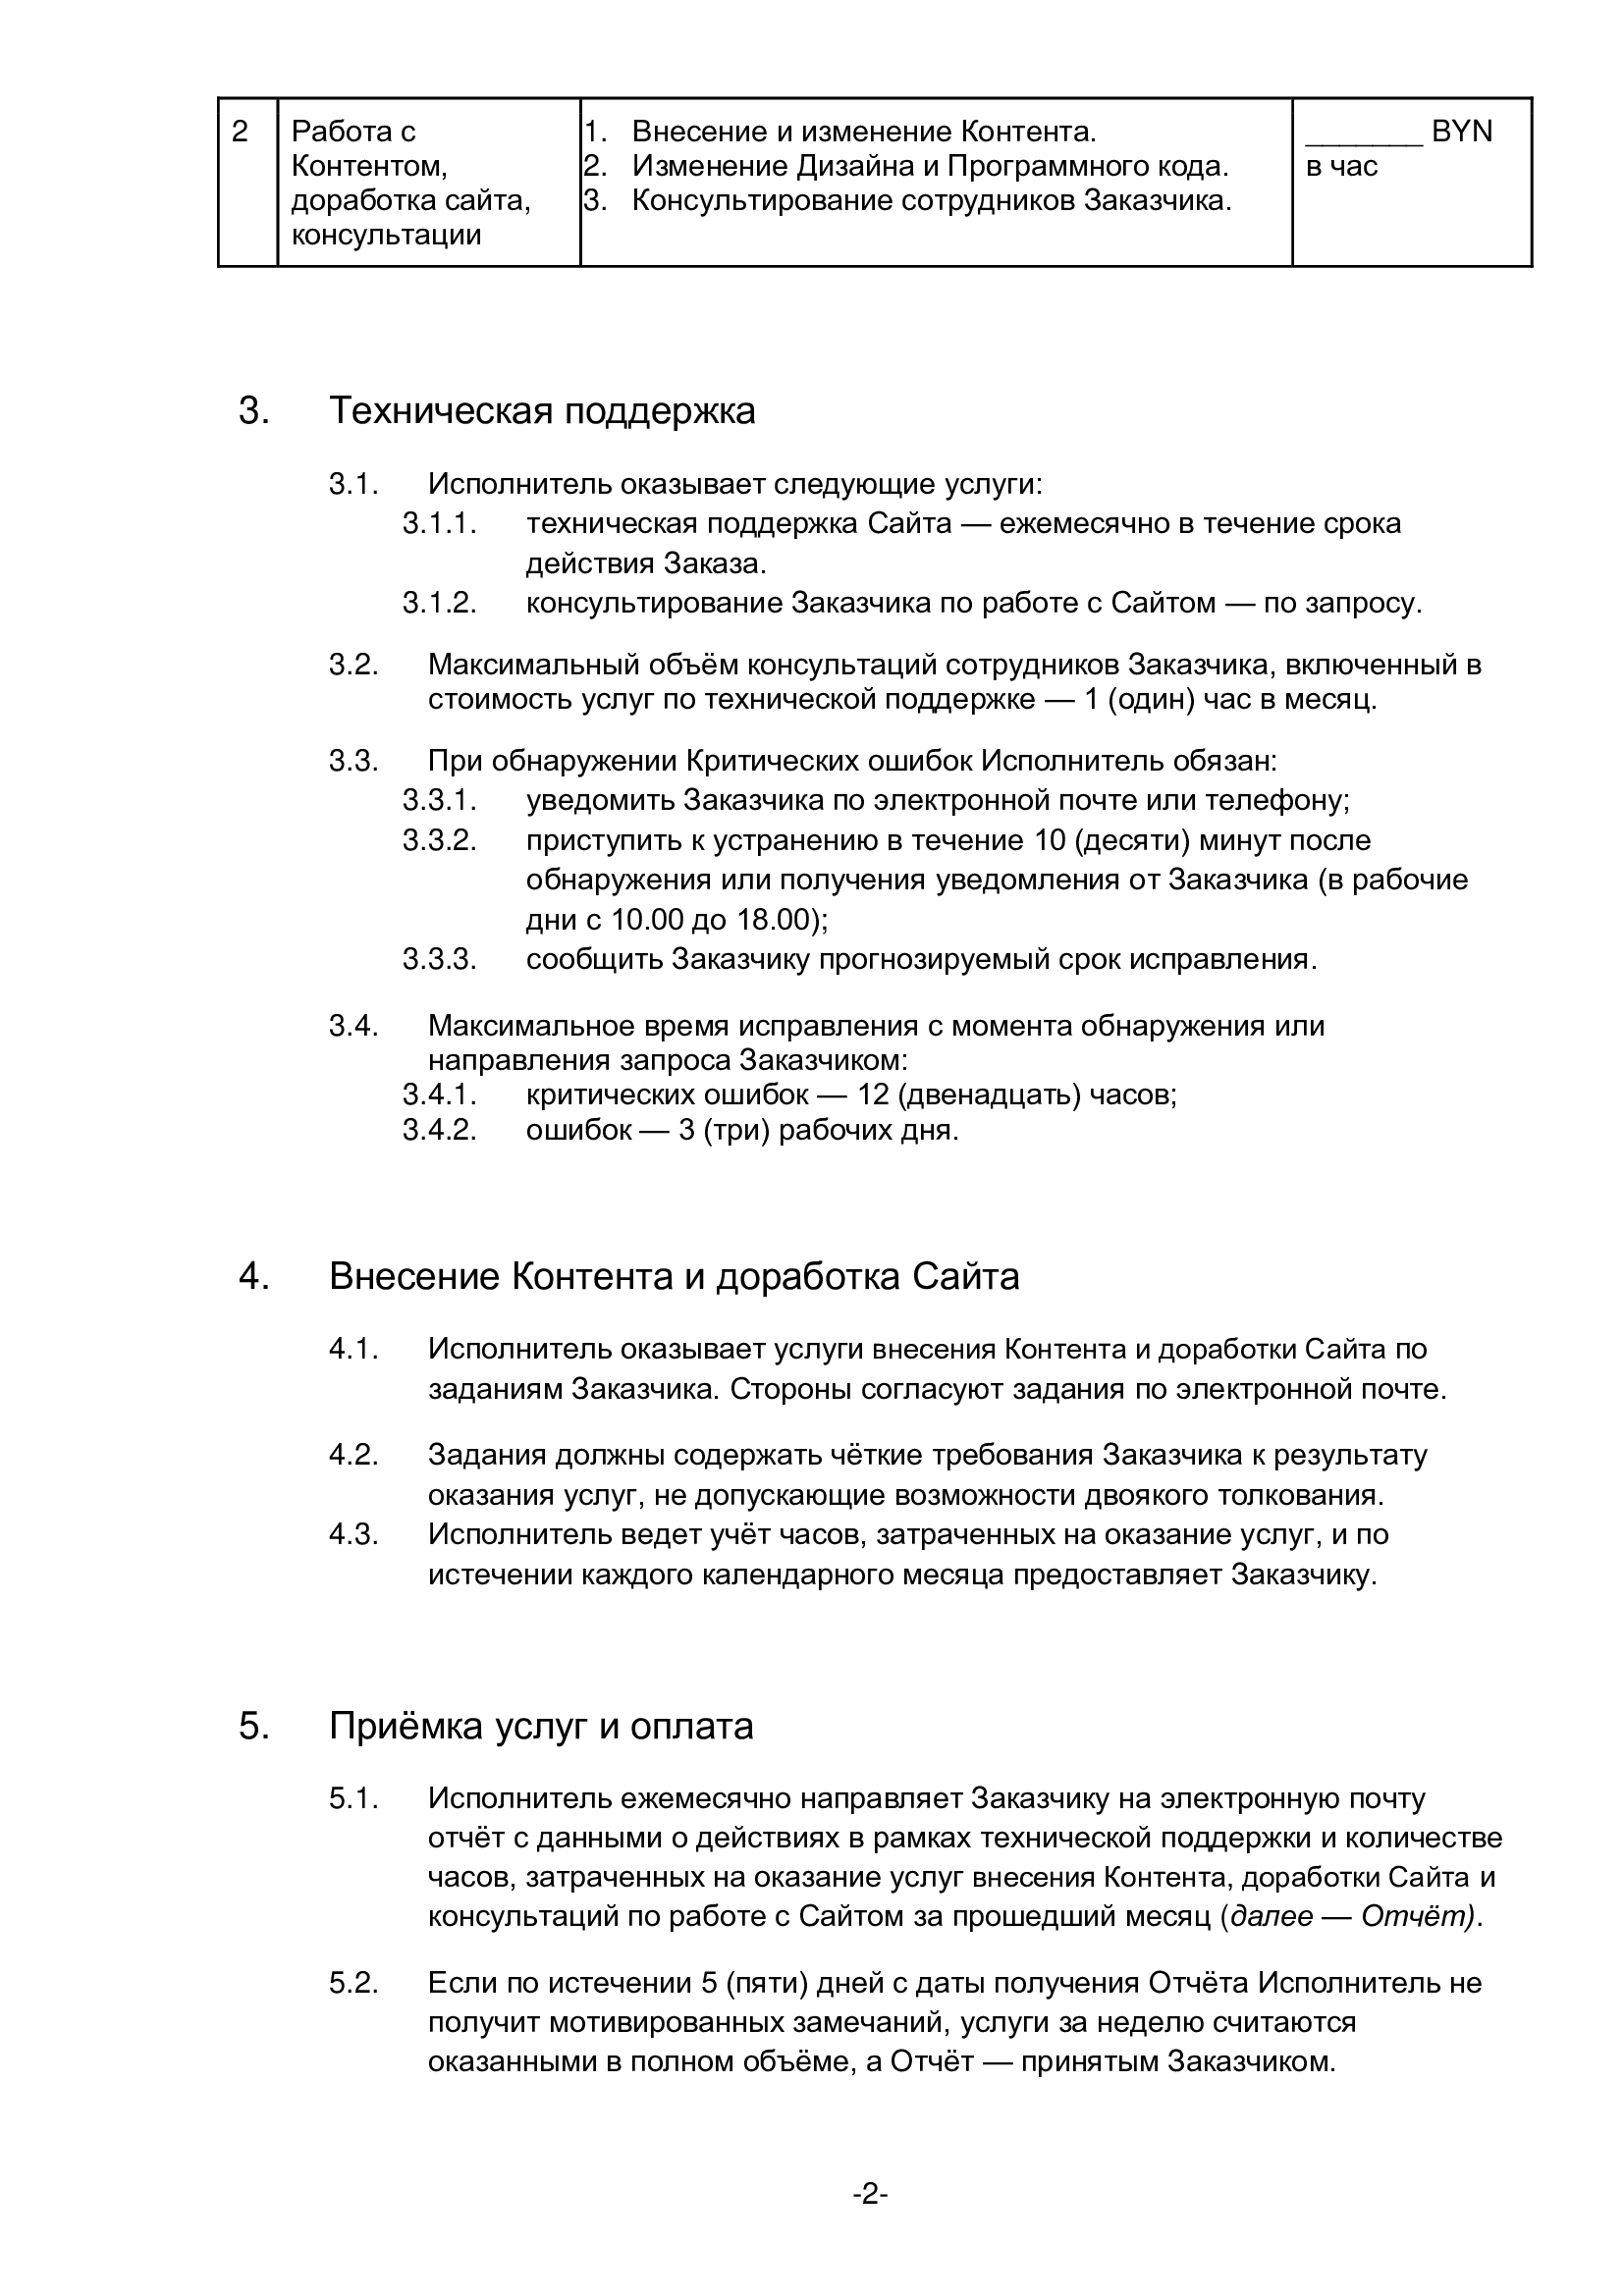 2 Работа с 1. Внесение и изменение Контента. _______ BYN
Контентом, 2. Изменение Дизайна и Программного кода. в час
доработка сайта, 3. Консультирование сотрудников Заказчика.
консультации
3. Техническая поддержка
3.1. Исполнитель оказывает следующие услуги:
3.1.1. техническая поддержка Сайта — ежемесячно в течение срока
действия Заказа.
3.1.2. консультирование Заказчика по работе с Сайтом — по запросу.
3.2. Максимальный объём консультаций сотрудников Заказчика, включенный в
стоимость услуг по технической поддержке — 1 (один) час в месяц.
3.3. При обнаружении Критических ошибок Исполнитель обязан:
3.3.1. уведомить Заказчика по электронной почте или телефону;
3.3.2. приступить к устранению в течение 10 (десяти) минут после
обнаружения или получения уведомления от Заказчика (в рабочие
дни с 10.00 до 18.00);
3.3.3. сообщить Заказчику прогнозируемый срок исправления.
3.4. Максимальное время исправления с момента обнаружения или
направления запроса Заказчиком:
3.4.1. критических ошибок — 12 (двенадцать) часов;
3.4.2. ошибок — 3 (три) рабочих дня.
4. Внесение Контента и доработка Сайта
4.1. Исполнитель оказывает услуги внесения Контента и доработки Сайта по
заданиям Заказчика. Стороны согласуют задания по электронной почте.
4.2. Задания должны содержать чёткие требования Заказчика к результату
оказания услуг, не допускающие возможности двоякого толкования.
4.3. Исполнитель ведет учёт часов, затраченных на оказание услуг, и по
истечении каждого календарного месяца предоставляет Заказчику.
5. Приёмка услуг и оплата
5.1. Исполнитель ежемесячно направляет Заказчику на электронную почту
отчёт с данными о действиях в рамках технической поддержки и количестве
часов, затраченных на оказание услуг внесения Контента, доработки Сайта и
консультаций по работе с Сайтом за прошедший месяц (далее — Отчёт).
5.2. Если по истечении 5 (пяти) дней с даты получения Отчёта Исполнитель не
получит мотивированных замечаний, услуги за неделю считаются
оказанными в полном объёме, а Отчёт — принятым Заказчиком.
-2-